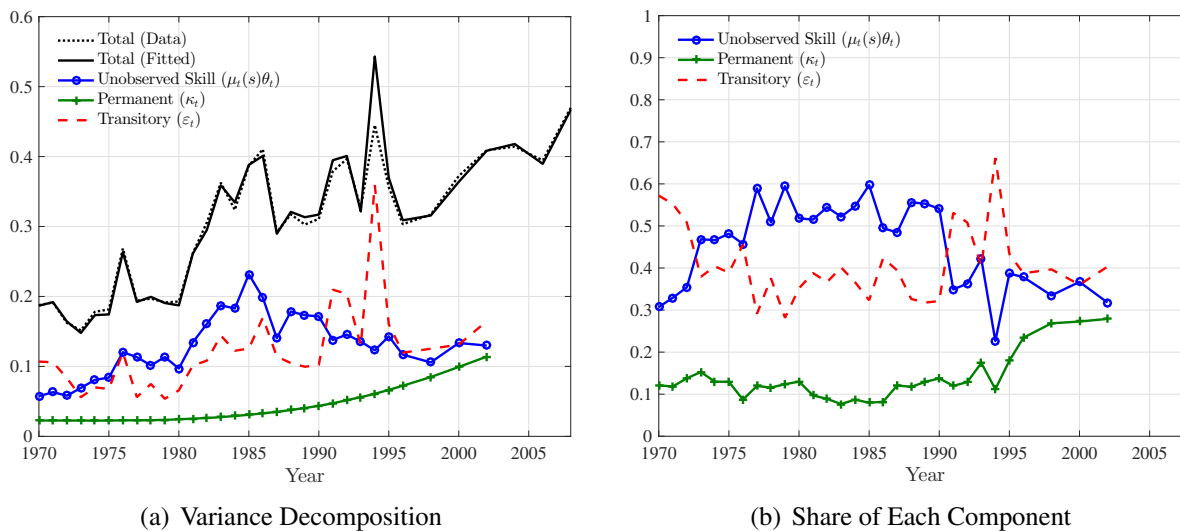 0.6
0.5
0.4
0.3
0.2
0.1
0
1970 1975 1980 1985 1990 1995 2000 2005
Year
Total (Data)
Total (Fitted)
Unobserved Skill (μₜ(s)θₜ)
Permanent (κₜ)
Transitory (εₜ)
(a) Variance Decomposition
1
0.9
0.8
0.7
0.6
0.5
0.4
0.3
0.2
0.1
0
1970 1975 1980 1985 1990 1995 2000 2005
Year
Unobserved Skill (μₜ(s)θₜ)
Permanent (κₜ)
Transitory (εₜ)
(b) Share of Each Component